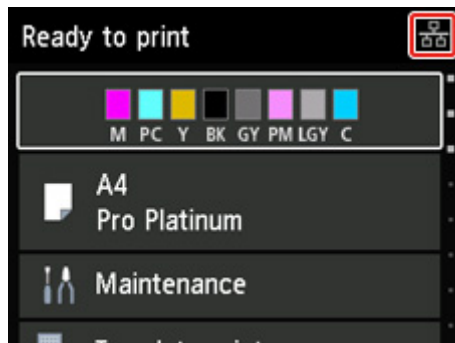 Ready to print
M PC Y BK GY PM LGY C
A4
Pro Platinum
Maintenance